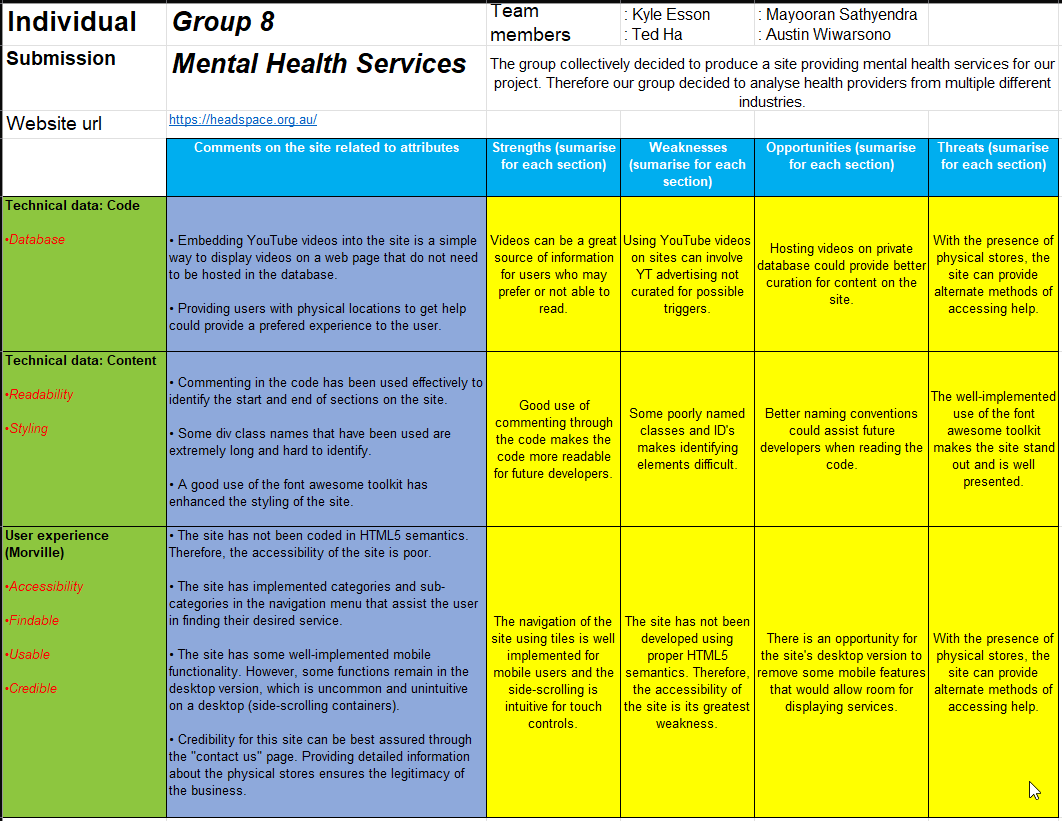 Individual
Group 8
Team
members
: Kyle Esson
: Ted Ha
: Mayooran Sathyendra
: Austin Wiwarsono
Submission
Mental Health Services
The group collectively decided to produce a site providing mental health services for our
project. Therefore our group decided to analyse health providers from multiple different
industries.
Website url
https://headspace.org.au/
Comments on the site related to attributes
Strengths (sumarise
for each section)
Weaknesses
(sumarise for each
section)
Opportunities (sumarise
for each section)
Threats (sumarise
for each section)
Technical data: Code
•Database
• Embedding YouTube videos into the site is a simple
way to display videos on a web page that do not need
to be hosted in the database.
• Providing users with physical locations to get help
could provide a prefered experience to the user.
Videos can be a great
source of information
for users who may
prefer or not able to
read.
Using YouTube videos
on sites can involve
YT advertising not
curated for possible
triggers.
Hosting videos on private
database could provide better
curation for content on the
site.
With the presence of
physical stores, the
site can provide
alternate methods of
accessing help.
Technical data: Content
•Readability
•Styling
• Commenting in the code has been used effectively to
identify the start and end of sections on the site.
• Some div class names that have been used are
extremely long and hard to identify.
• A good use of the font awesome toolkit has
enhanced the styling of the site.
Good use of
commenting through
the code makes the
code more readable
for future developers.
Some poorly named
classes and ID's
makes identifying
elements difficult.
Better naming conventions
could assist future
developers when reading the
code.
The well-implemented
use of the font
awesome toolkit
makes the site stand
out and is well
presented.
User experience
(Morville)
•Accessibility
•Findable
•Usable
•Credible
• The site has not been coded in HTML5 semantics.
Therefore, the accessibility of the site is poor.
• The site has implemented categories and sub-
categories in the navigation menu that assist the user
in finding their desired service.
• The site has some well-implemented mobile
functionality. However, some functions remain in the
desktop version, which is uncommon and unintuitive
on a desktop (side-scrolling containers).
• Credibility for this site can be best assured through
the "contact us" page. Providing detailed information
about the physical stores ensures the legitimacy of
the business.
The navigation of the
site using tiles is well
implemented for
mobile users and the
side-scrolling is
intuitive for touch
controls.
The site has not been
developed using
proper HTML5
semantics. Therefore,
the accessibility of
the site is its greatest
weakness.
There is an opportunity for
the site's desktop version to
remove some mobile features
that would allow room for
displaying services.
With the presence of
physical stores, the
site can provide
alternate methods of
accessing help.